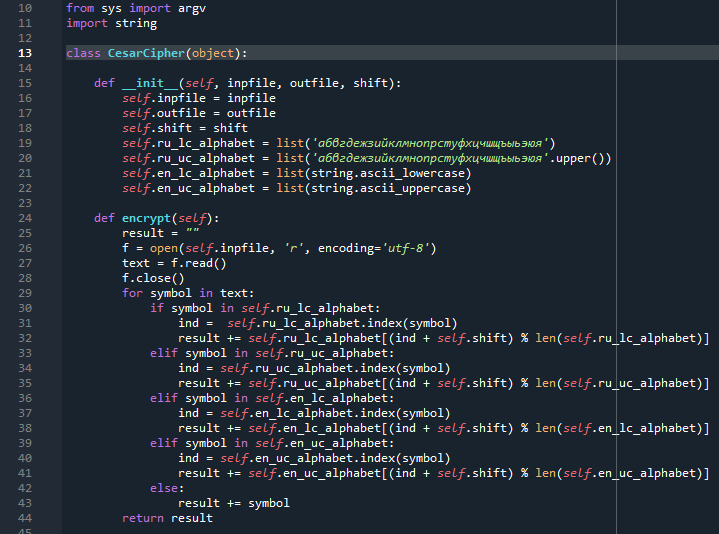 10 from sys import argv
11 import string
12
13 class CesarCipher(object):
14
15     def __init__(self, inpfile, outfile, shift):
16         self.inpfile = inpfile
17         self.outfile = outfile
18         self.shift = shift
19         self.ru_lc_alphabet = list('абвгдежзийклмнопрстуфхцчшщъыьэюя')
20         self.ru_uc_alphabet = list('абвгдежзийклмнопрстуфхцчшщъыьэюя'.upper())
21         self.en_lc_alphabet = list(string.ascii_lowercase)
22         self.en_uc_alphabet = list(string.ascii_uppercase)
23
24     def encrypt(self):
25         result = ""
26         f = open(self.inpfile, 'r', encoding='utf-8')
27         text = f.read()
28         f.close()
29         for symbol in text:
30             if symbol in self.ru_lc_alphabet:
31                 ind =  self.ru_lc_alphabet.index(symbol)
32                 result += self.ru_lc_alphabet[(ind + self.shift) % len(self.ru_lc_alphabet)]
33             elif symbol in self.ru_uc_alphabet:
34                 ind = self.ru_uc_alphabet.index(symbol)
35                 result += self.ru_uc_alphabet[(ind + self.shift) % len(self.ru_uc_alphabet)]
36             elif symbol in self.en_lc_alphabet:
37                 ind = self.en_lc_alphabet.index(symbol)
38                 result += self.en_lc_alphabet[(ind + self.shift) % len(self.en_lc_alphabet)]
39             elif symbol in self.en_uc_alphabet:
40                 ind = self.en_uc_alphabet.index(symbol)
41                 result += self.en_uc_alphabet[(ind + self.shift) % len(self.en_uc_alphabet)]
42             else:
43                 result += symbol
44         return result
45